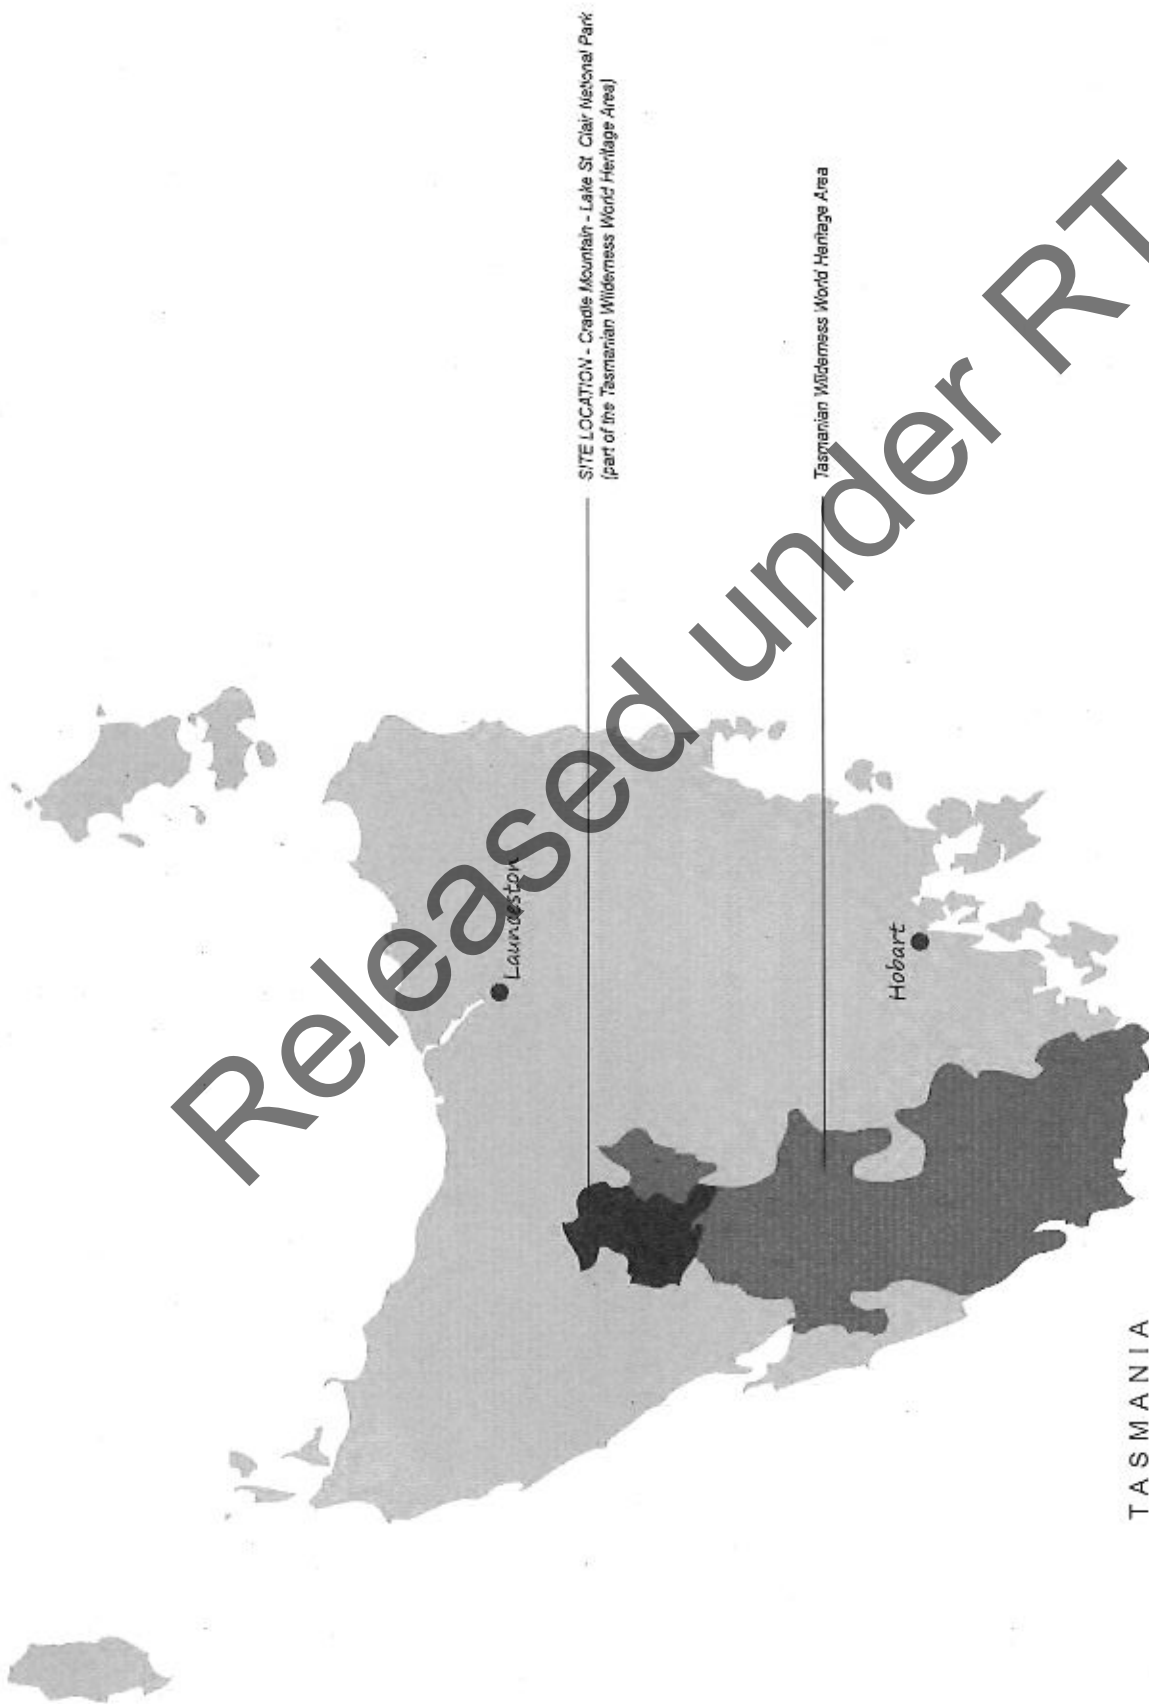 SITE LOCATION - Cradle Mountain - Lake St Clair National Park
(part of the Tasmanian Wilderness World Heritage Area)
Tasmanian Wilderness World Heritage Area
Launceston
Hobart
TASMANIA
Released under RT